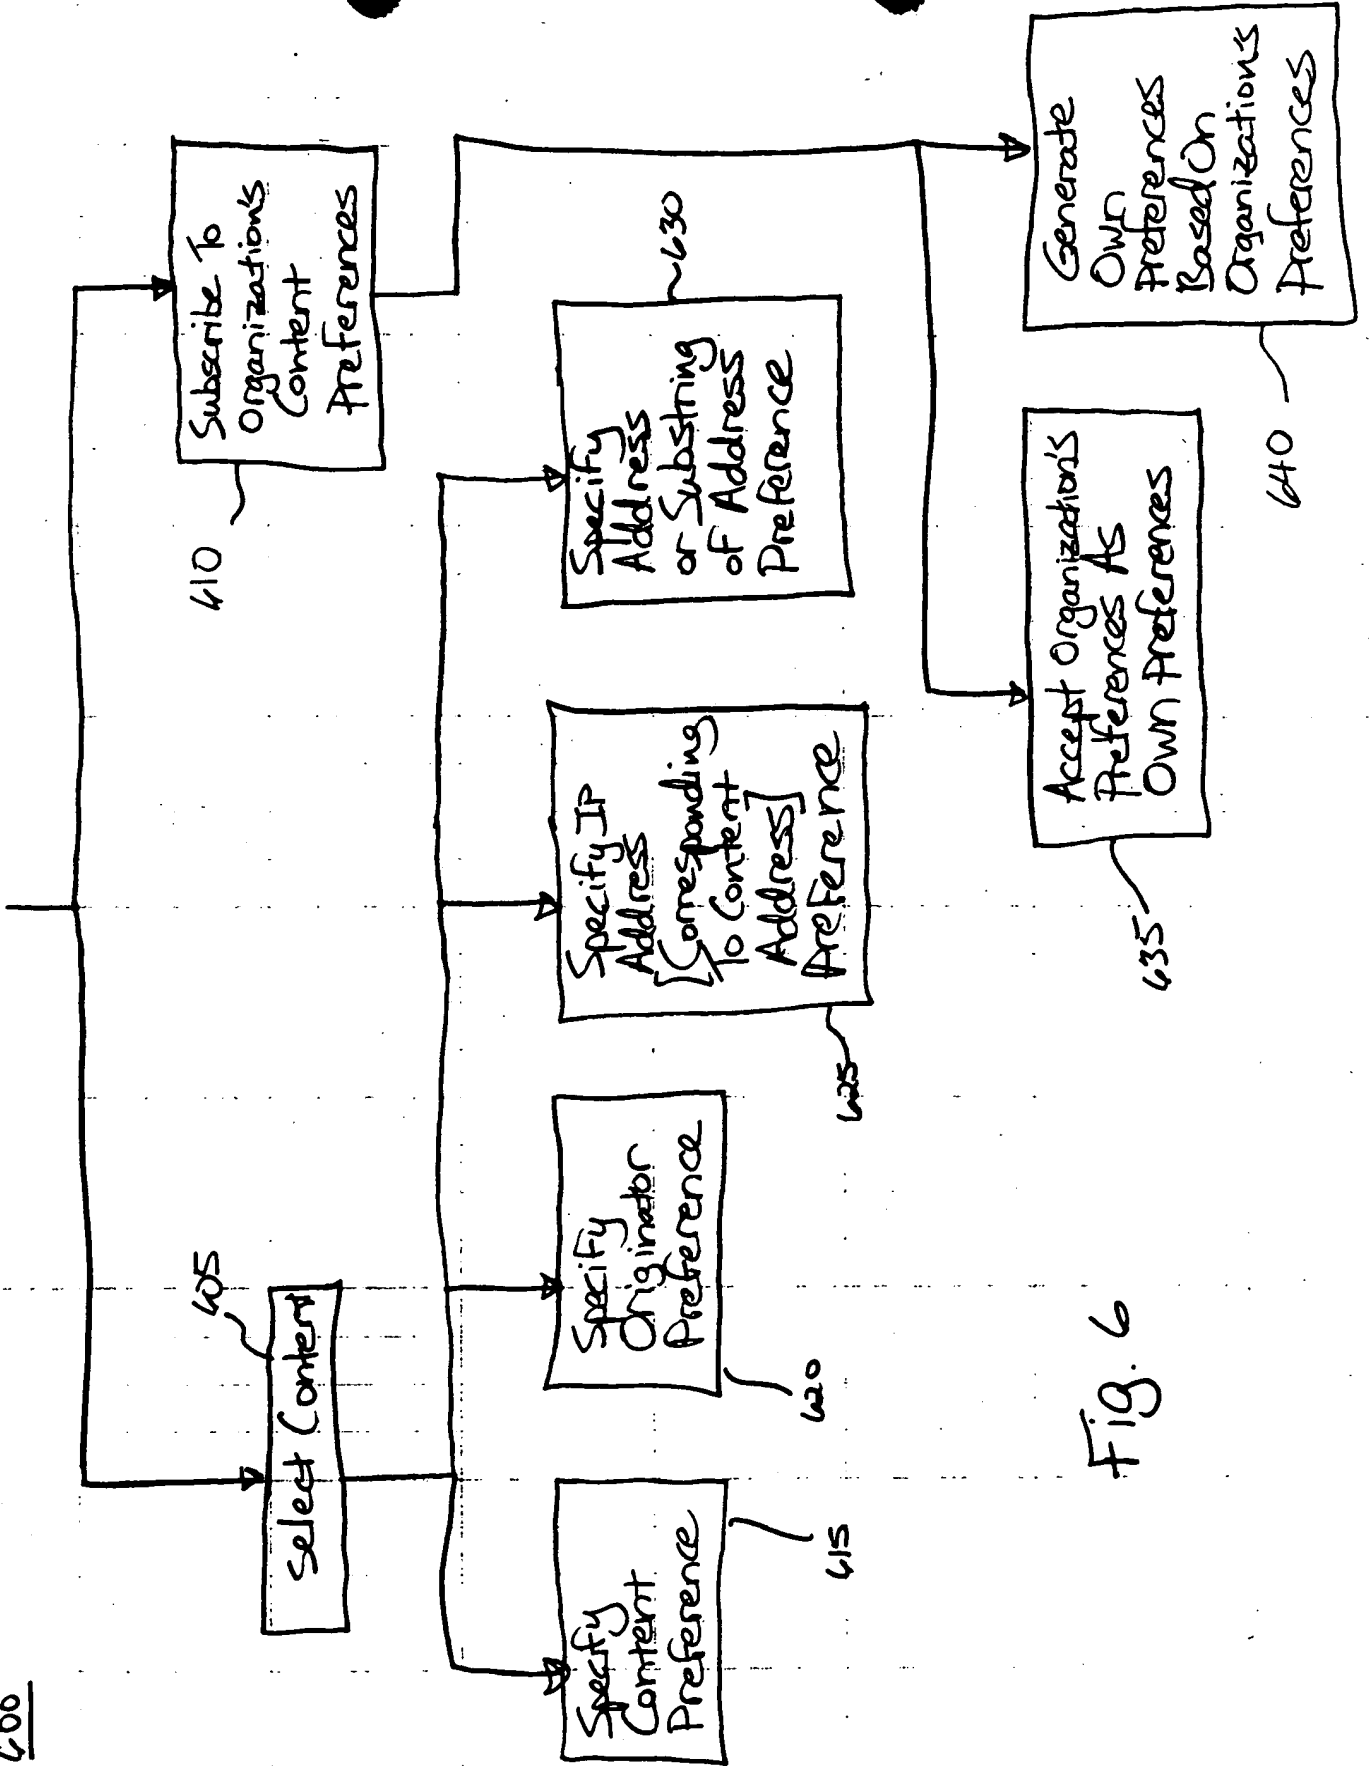 600
605
Select Content
Subscribe To
Organization's
Content
Preferences
610
Specify
Content
Preference
615
Specify
Originator
Preference
620
Specify IP
Address
[Corresponding
To Content
Address]
Preference
625
Specify
Address
or Substring
of Address
Preference
630
Accept Organization's
Preferences As
Own Preferences
635
Generate
Own
Preferences
Based On
Organization's
Preferences
640
Fig. 6